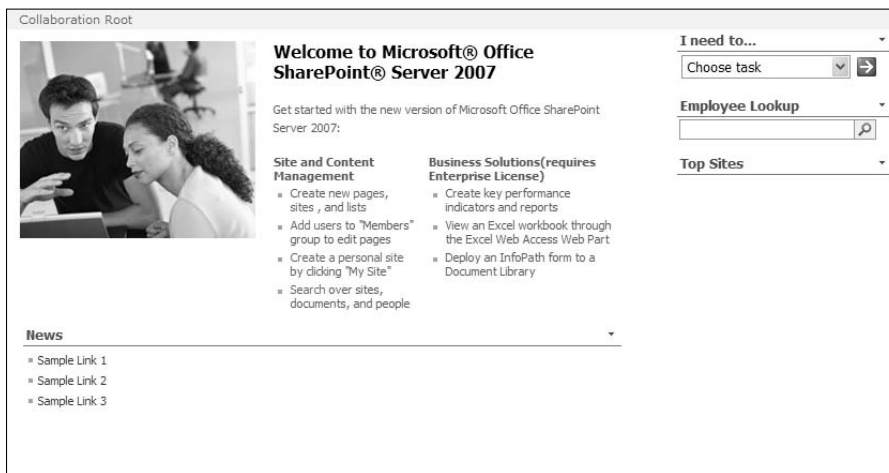 Collaboration Root
Welcome to Microsoft® Office
SharePoint® Server 2007
Get started with the new version of Microsoft Office SharePoint
Server 2007:
Site and Content
Management
Create new pages,
sites , and lists
Add users to "Members"
group to edit pages
Create a personal site
by clicking "My Site"
Search over sites,
documents, and people
Business Solutions(requires
Enterprise License)
Create key performance
indicators and reports
View an Excel workbook through
the Excel Web Access Web Part
Deploy an InfoPath form to a
Document Library
News
Sample Link 1
Sample Link 2
Sample Link 3
I need to...
Choose task
Employee Lookup
Top Sites